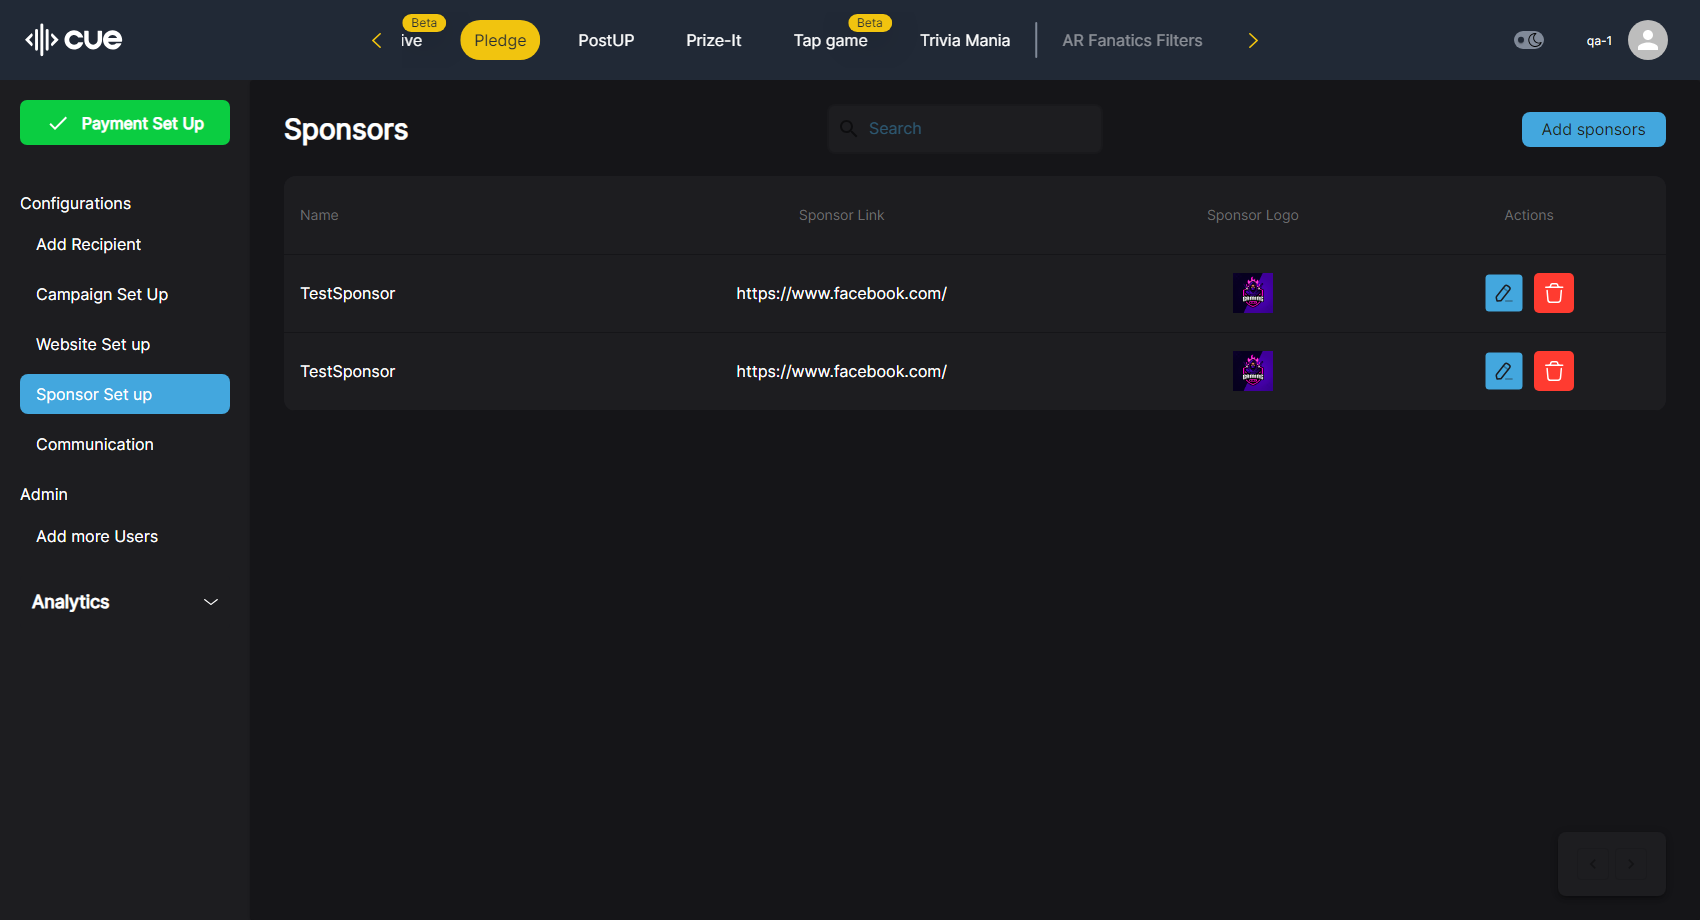 cue
Beta
ive
Pledge
PostUP
Prize-It
Beta
Tap game
Trivia Mania
AR Fanatics Filters
qa-1
Payment Set Up
Configurations
Add Recipient
Campaign Set Up
Website Set up
Sponsor Set up
Communication
Admin
Add more Users
Analytics
Sponsors
Search
Add sponsors
Name Sponsor Link Sponsor Logo Actions
TestSponsor https://www.facebook.com/ GAMING
TestSponsor https://www.facebook.com/ GAMING